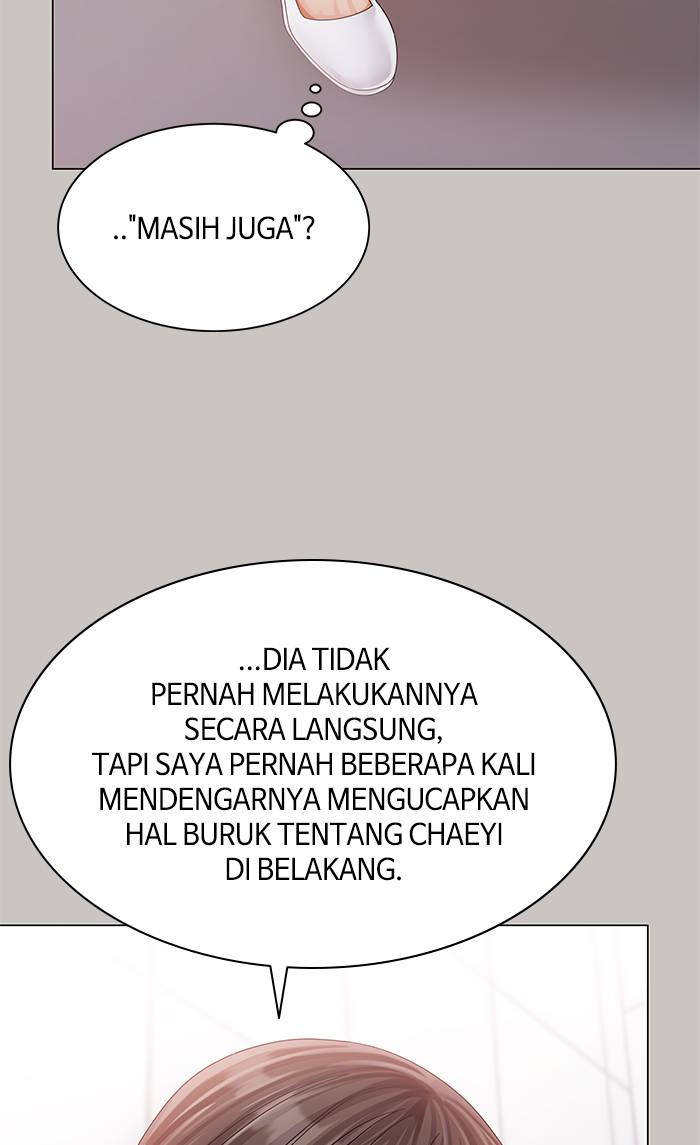 .."MASIH JUGA"?
...DIA TIDAK
PERNAH MELAKUKANNYA
SECARA LANGSUNG,
TAPI SAYA PERNAH BEBERAPA KALI
MENDENGARNYA MENGUCAPKAN
HAL BURUK TENTANG CHAEYI
DI BELAKANG.